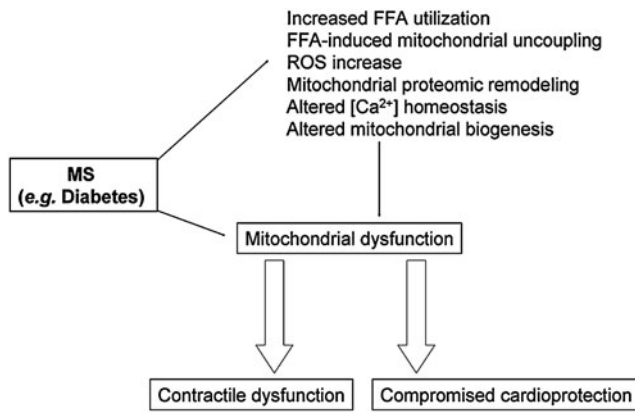 Increased FFA utilization
FFA-induced mitochondrial uncoupling
ROS increase
Mitochondrial proteomic remodeling
Altered [Ca²⁺] homeostasis
Altered mitochondrial biogenesis
MS
(e.g. Diabetes)
Mitochondrial dysfunction
Contractile dysfunction
Compromised cardioprotection